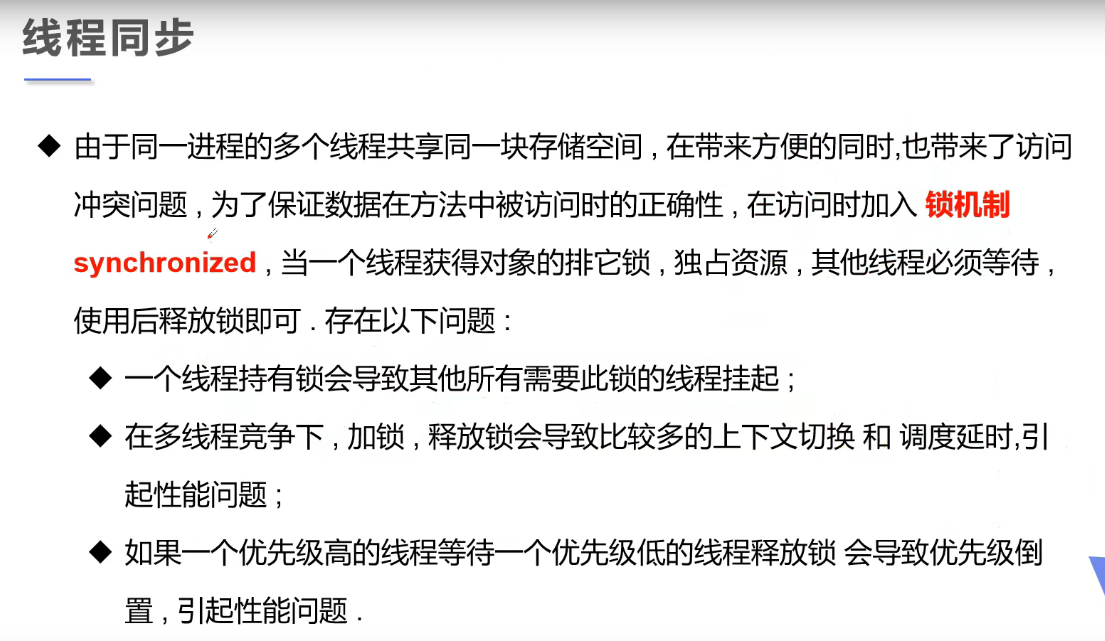 线程同步
◆ 由于同一进程的多个线程共享同一块存储空间 , 在带来方便的同时,也带来了访问
冲突问题 , 为了保证数据在方法中被访问时的正确性 , 在访问时加入 锁机制
synchronized , 当一个线程获得对象的排它锁 , 独占资源 , 其他线程必须等待 ,
使用后释放锁即可 . 存在以下问题 :
◆ 一个线程持有锁会导致其他所有需要此锁的线程挂起 ;
◆ 在多线程竞争下 , 加锁 , 释放锁会导致比较多的上下文切换 和 调度延时,引
起性能问题 ;
◆ 如果一个优先级高的线程等待一个优先级低的线程释放锁 会导致优先级倒
置 , 引起性能问题 .